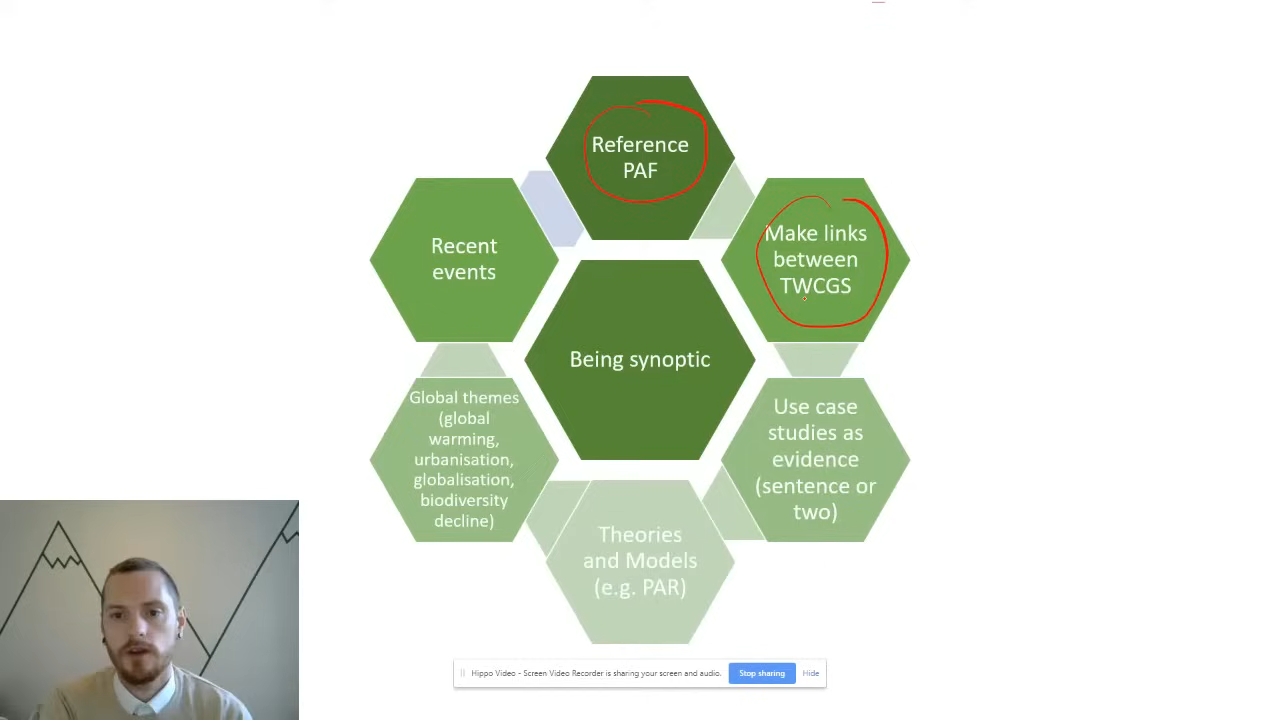 Reference
PAF
Make links
between
TWCGS
Recent
events
Being synoptic
Use case
studies as
evidence
(sentence or
two)
Global themes
(global
warming,
urbanisation,
globalisation,
biodiversity
decline)
Theories
and Models
(e.g. PAR)
Hippo Video - Screen Video Recorder is sharing your screen and audio.
Stop sharing
Hide